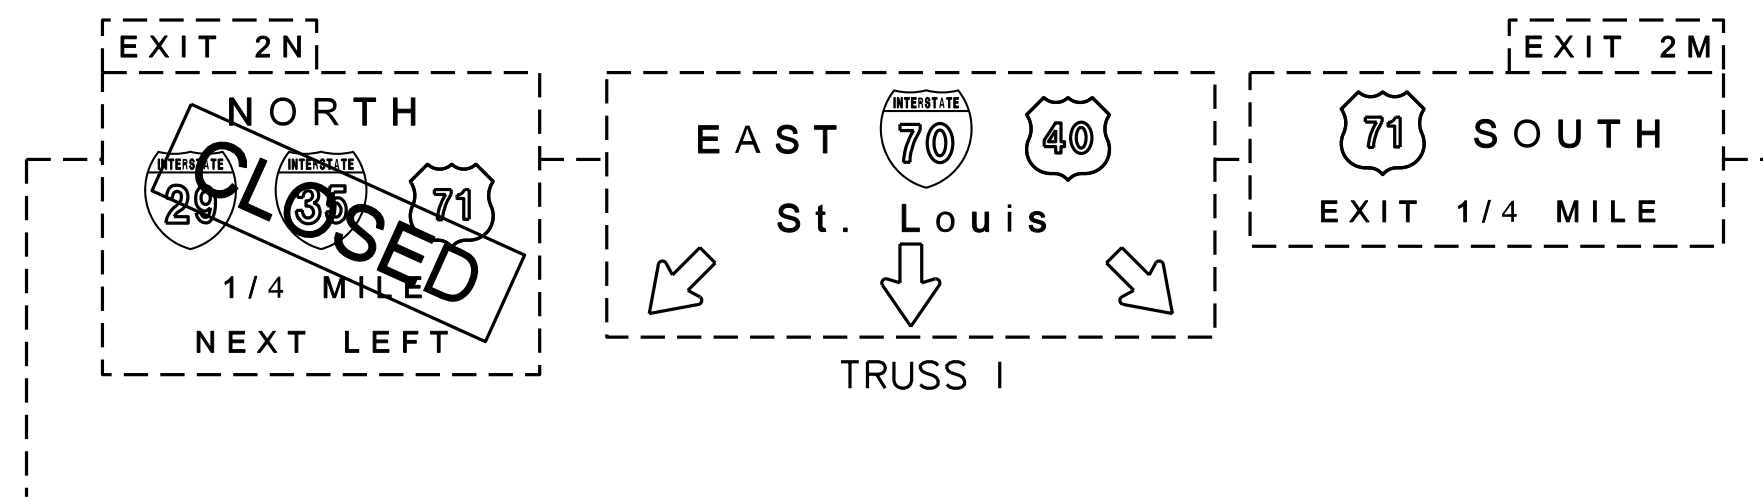 EXIT 2N
NORTH
INTERSTATE 29 INTERSTATE 35 71
CLOSED
1/4 MILE
NEXT LEFT
EAST INTERSTATE 70 40
St. Louis
TRUSS I
EXIT 2M
71 SOUTH
EXIT 1/4 MILE